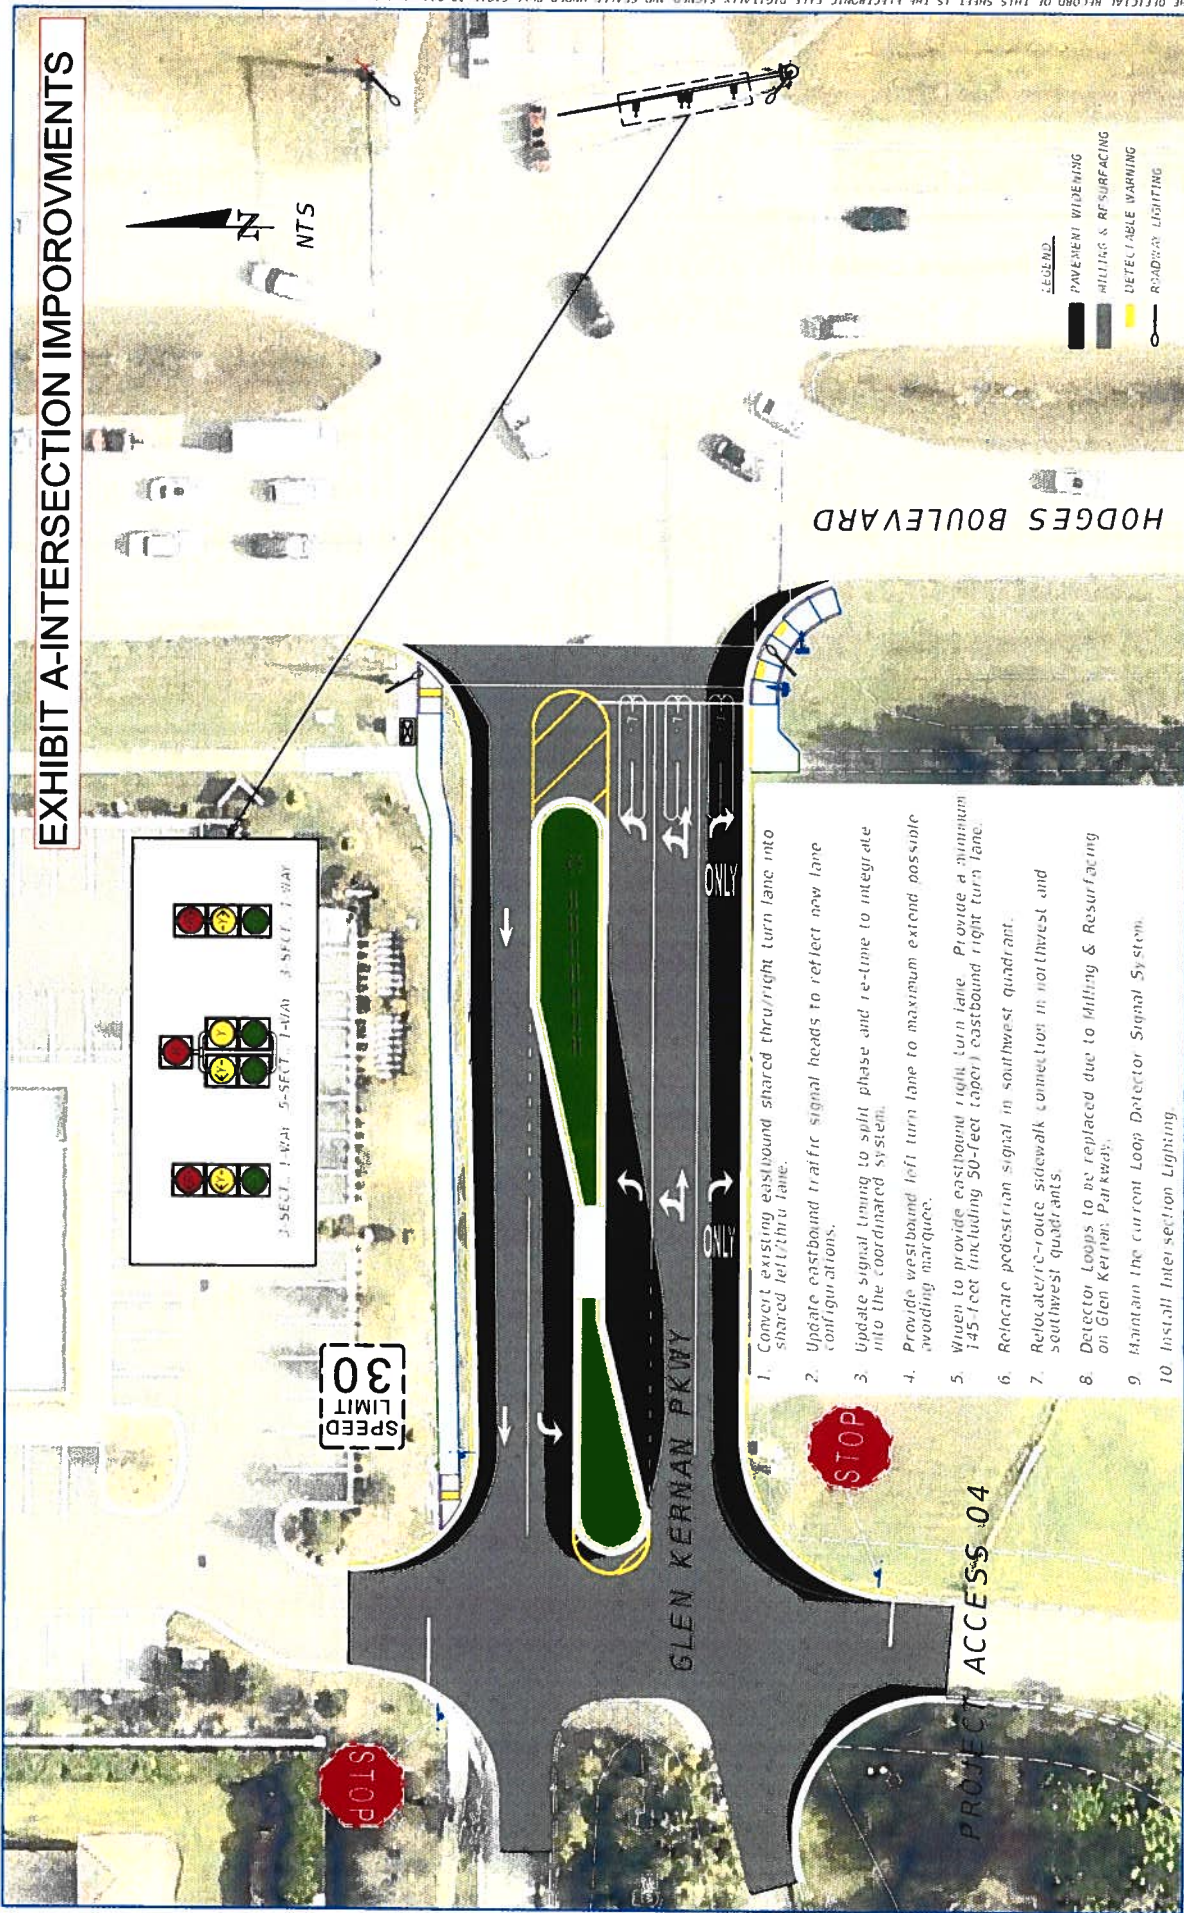 EXHIBIT A-INTERSECTION IMPOROVMENTS
NTS
N
3-SECT. 1-WAY
5-SECT. 1-WAY
3-SECT. 1-WAY
SPEED
LIMIT
30
STOP
ONLY
ONLY
GLEN KERNAN PKWY
HODGES BOULEVARD
STOP
PROJECT ACCESS 04
1. Convert existing eastbound shared thru/right turn lane into
shared left/thru lane.
2. Update eastbound traffic signal heads to reflect new lane
configurations.
3. Update signal timing to split phase and re-time to integrate
into the coordinated system.
4. Provide westbound left turn lane to maximum extend possible
avoiding marquee.
5. Widen to provide eastbound right turn lane. Provide a minimum
145-feet (including 50-feet taper) eastbound right turn lane.
6. Relocate pedestrian signal in southwest quadrant.
7. Relocate/re-route sidewalk connection in northwest and
southwest quadrants.
8. Detector Loops to be replaced due to Milling & Resurfacing
on Glen Kernan Parkway.
9. Maintain the current Loop Detector Signal System.
10. Install Intersection Lighting.
LEGEND
PAVEMENT WIDENING
MILLING & RESURFACING
DETECTABLE WARNING
ROADWAY LIGHTING